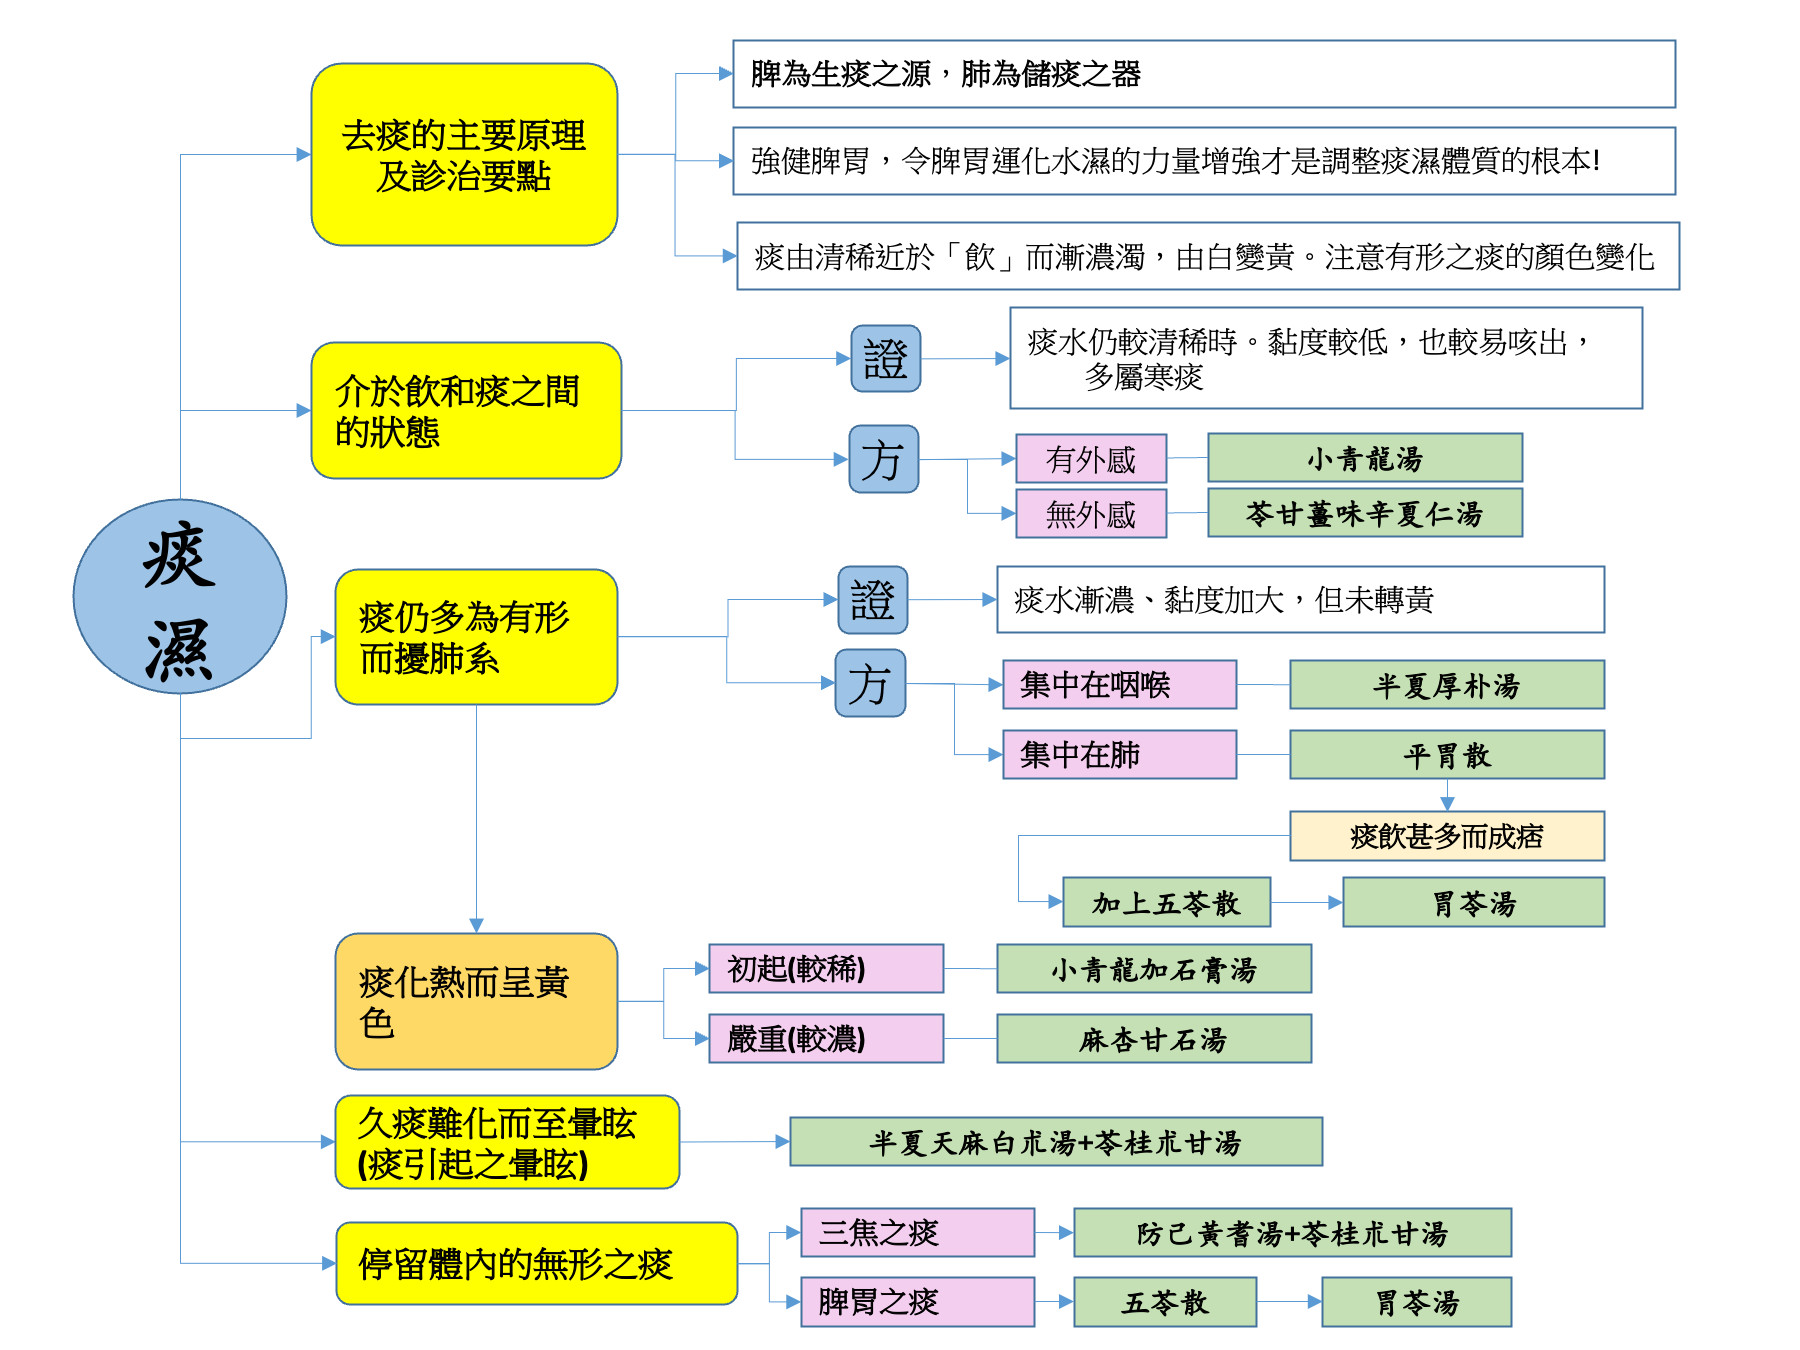 痰
濕
去痰的主要原理
及診治要點
脾為生痰之源，肺為儲痰之器
強健脾胃，令脾胃運化水濕的力量增強才是調整痰濕體質的根本!
痰由清稀近於「飲」而漸濃濁，由白變黃。注意有形之痰的顏色變化
介於飲和痰之間
的狀態
證
痰水仍較清稀時。黏度較低，也較易咳出，
多屬寒痰
方
有外感
小青龍湯
無外感
苓甘薑味辛夏仁湯
痰仍多為有形
而擾肺系
證
痰水漸濃、黏度加大，但未轉黃
方
集中在咽喉
半夏厚朴湯
集中在肺
平胃散
痰飲甚多而成痞
加上五苓散
胃苓湯
痰化熱而呈黃
色
初起(較稀)
小青龍加石膏湯
嚴重(較濃)
麻杏甘石湯
久痰難化而至暈眩
(痰引起之暈眩)
半夏天麻白朮湯+苓桂朮甘湯
停留體內的無形之痰
三焦之痰
防己黃耆湯+苓桂朮甘湯
脾胃之痰
五苓散
胃苓湯